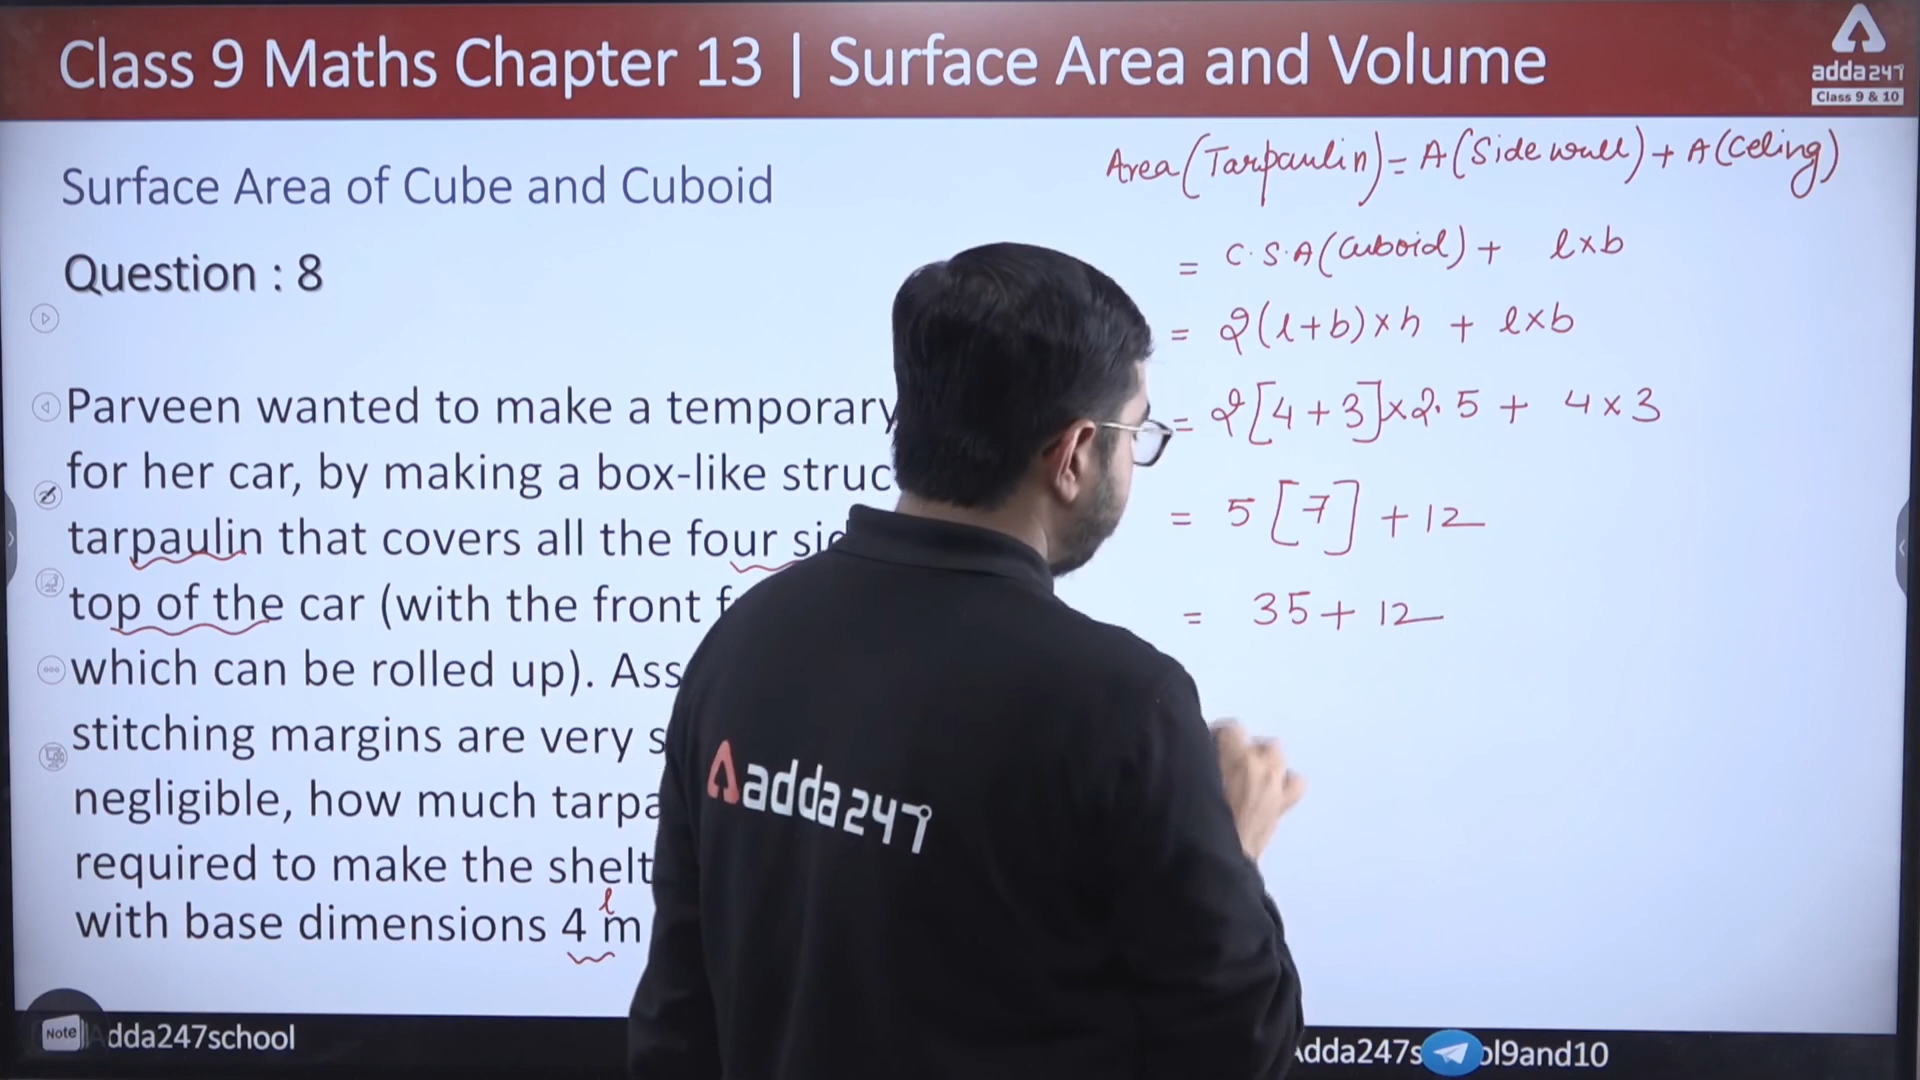 Class 9 Maths Chapter 13 | Surface Area and Volume
adda247
Class 9 & 10
Surface Area of Cube and Cuboid
Question : 8
Parveen wanted to make a temporary
for her car, by making a box-like struc
tarpaulin that covers all the four sid
top of the car (with the front f
which can be rolled up). Ass
stitching margins are very s
negligible, how much tarpa
required to make the shelt
l
with base dimensions 4 m
Area (Tarpaulin) = A (Side wall) + A (Celing)
= C.S.A (Cuboid) + l×b
= 2(l+b)×h + l×b
= 2[4+3]×2.5 + 4×3
= 5[7] + 12
= 35 + 12
adda247
Note
dda247school
Adda247s ol9and10